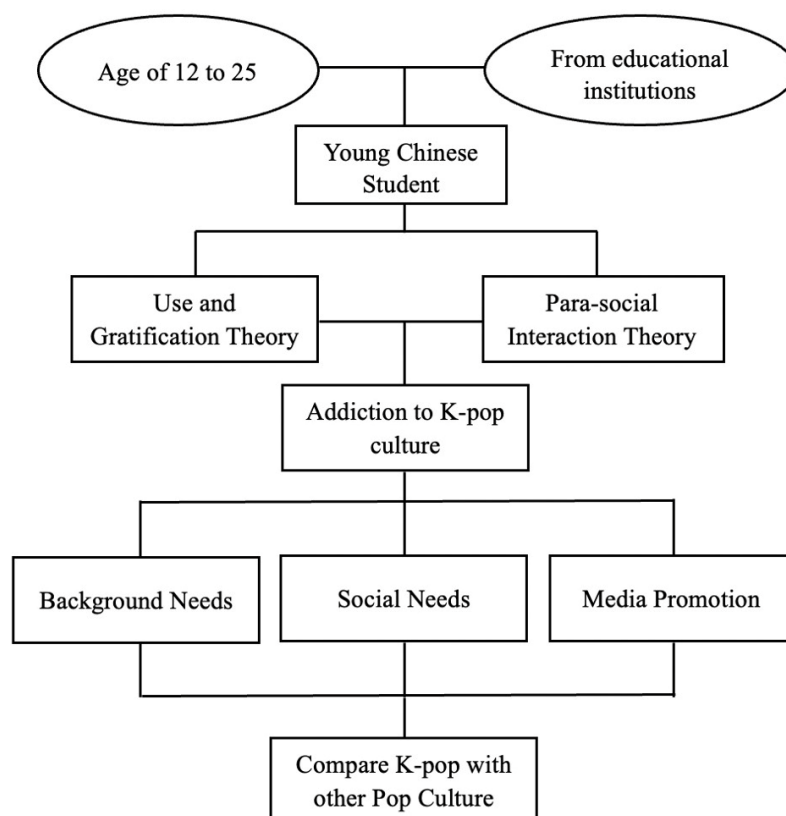 Age of 12 to 25
From educational
institutions
Young Chinese
Student
Use and
Gratification Theory
Para-social
Interaction Theory
Addiction to K-pop
culture
Background Needs
Social Needs
Media Promotion
Compare K-pop with
other Pop Culture